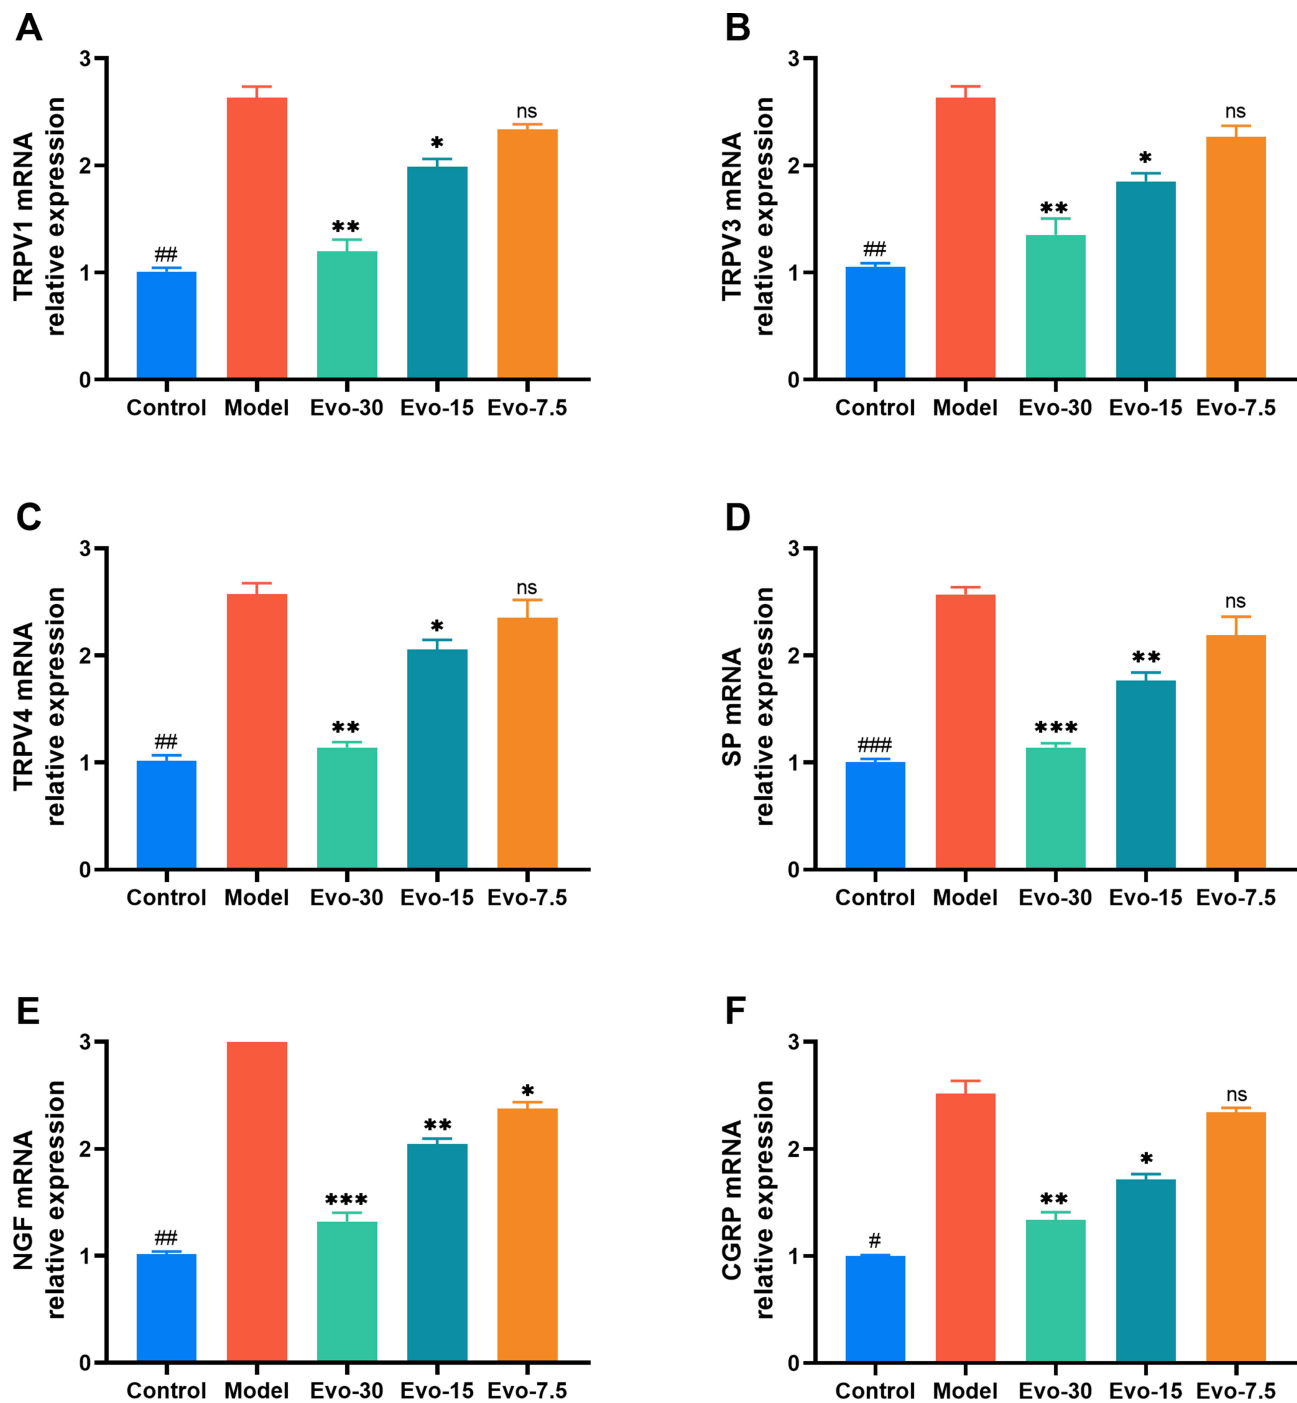 A
TRPV1 mRNA
relative expression
3
2
1
0
##
**
*
ns
Control Model Evo-30 Evo-15 Evo-7.5
B
TRPV3 mRNA
relative expression
3
2
1
0
##
**
*
ns
Control Model Evo-30 Evo-15 Evo-7.5
C
TRPV4 mRNA
relative expression
3
2
1
0
##
**
*
ns
Control Model Evo-30 Evo-15 Evo-7.5
D
SP mRNA
relative expression
3
2
1
0
###
***
**
ns
Control Model Evo-30 Evo-15 Evo-7.5
E
NGF mRNA
relative expression
3
2
1
0
##
***
**
*
Control Model Evo-30 Evo-15 Evo-7.5
F
CGRP mRNA
relative expression
3
2
1
0
#
**
*
ns
Control Model Evo-30 Evo-15 Evo-7.5